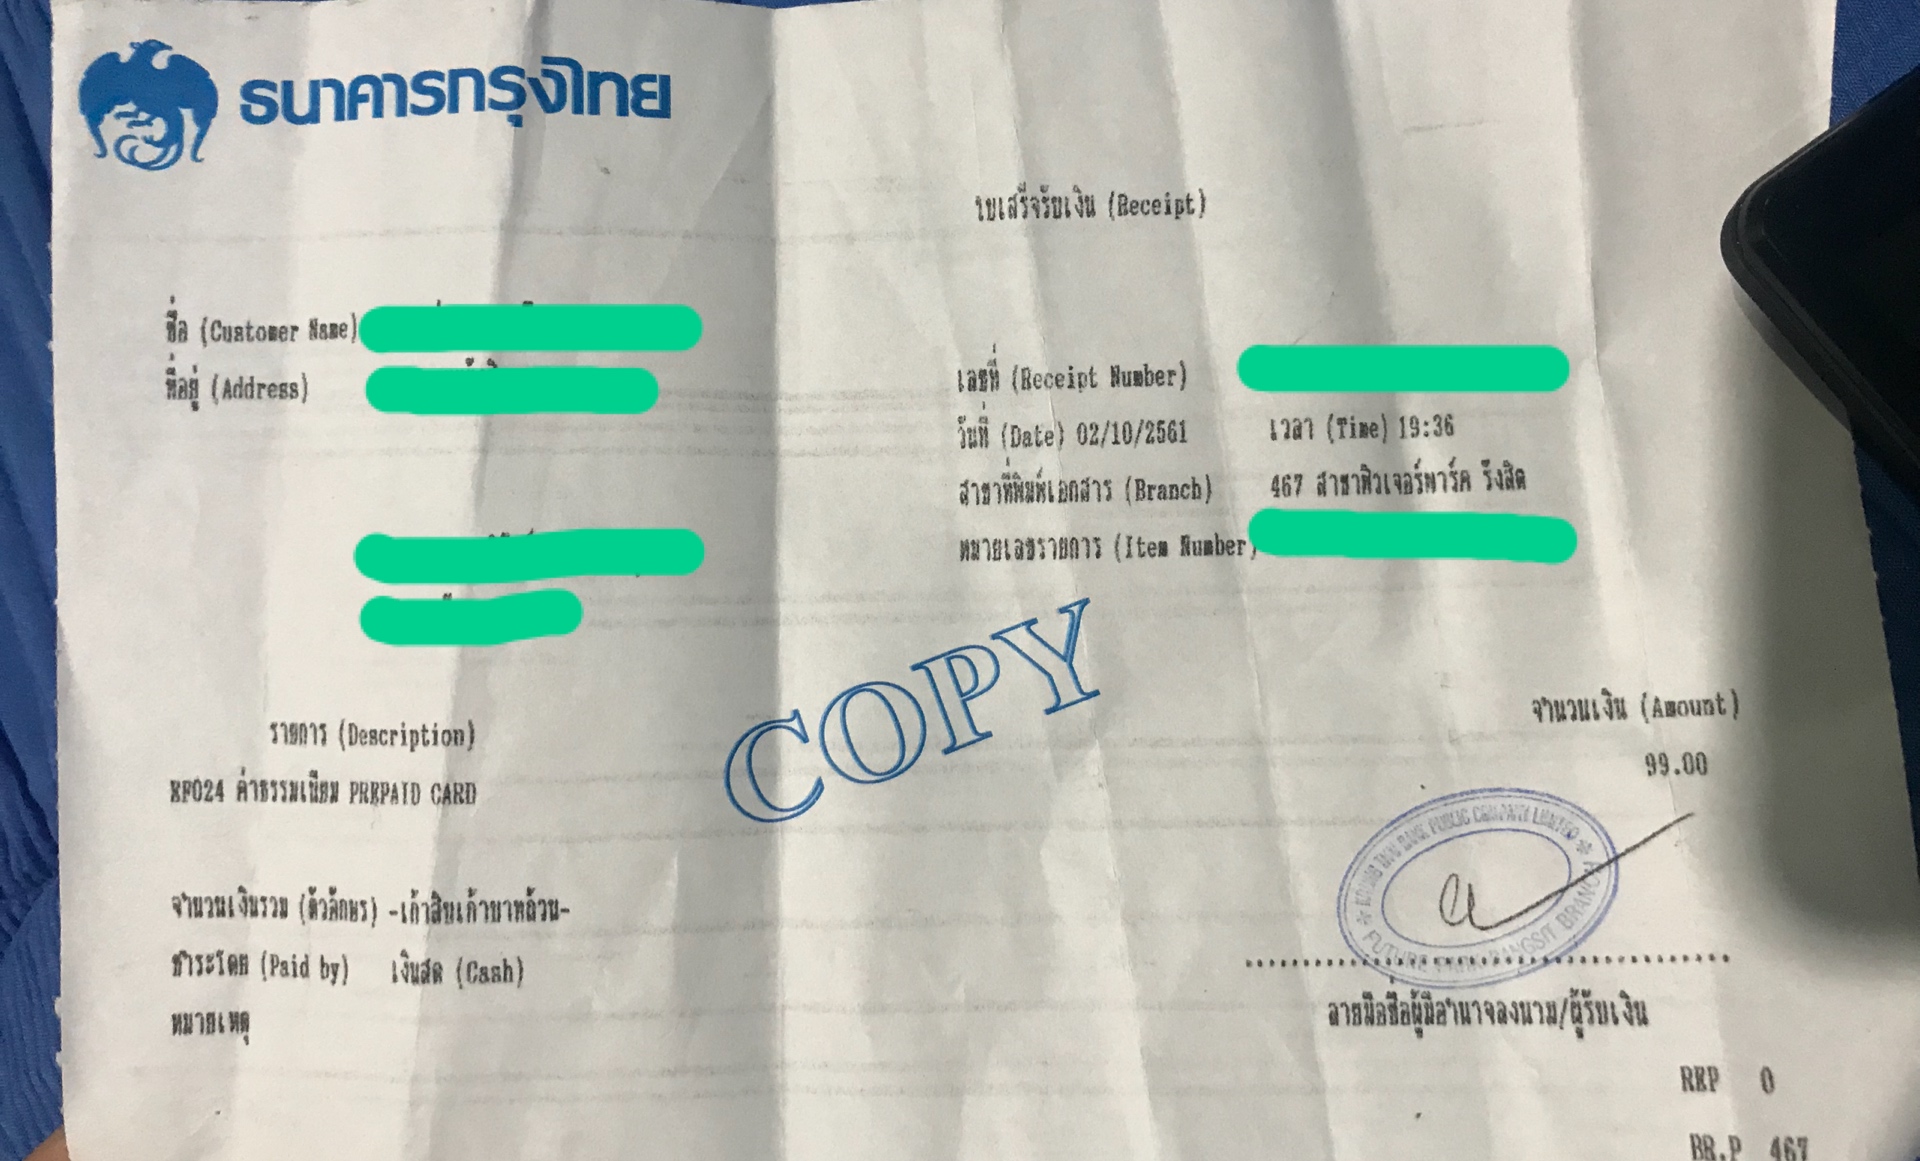 ธนาคารกรุงไทย
ใบเสร็จรับเงิน (Receipt)
ชื่อ (Customer Name)
ที่อยู่ (Address)
เลขที่ (Receipt Number)
วันที่ (Date) 02/10/2561 เวลา (Time) 19:36
สาขาที่พิมพ์เอกสาร (Branch) 467 สาขาฟิวเจอร์พาร์ค รังสิต
หมายเลขรายการ (Item Number)
COPY
รายการ (Description) จำนวนเงิน (Amount)
ค่าธรรมเนียม PREPAID CARD 99.00
KRUNG THAI BANK PUBLIC COMPANY LIMITED
FUTURE PARK RANGSIT BRANCH
จำนวนเงินรวม (ตัวอักษร) -เก้าสิบเก้าบาทถ้วน-
ชำระโดย (Paid by) เงินสด (Cash)
หมายเหตุ
ลายมือชื่อผู้มีอำนาจลงนาม/ผู้รับเงิน
REP 0
BR.P 467